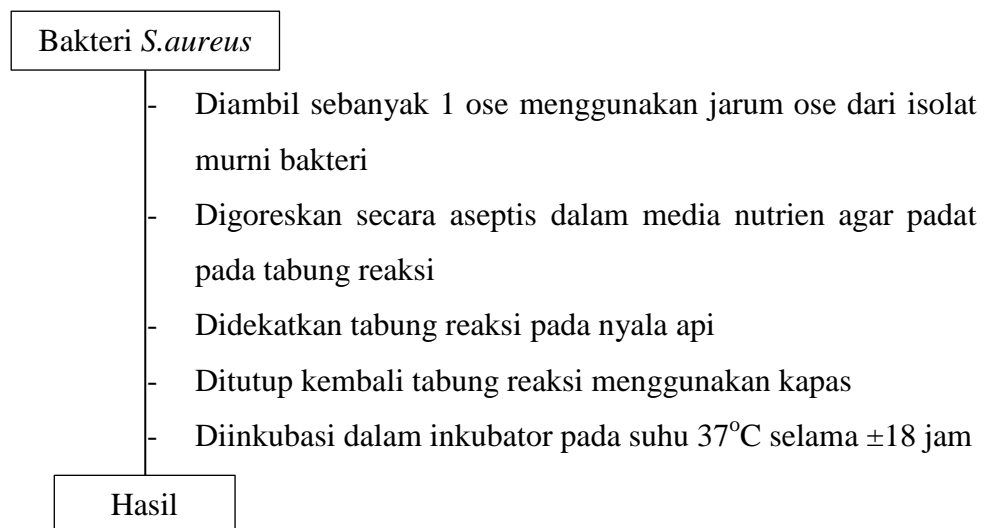 Bakteri S.aureus
- Diambil sebanyak 1 ose menggunakan jarum ose dari isolat
murni bakteri
- Digoreskan secara aseptis dalam media nutrien agar padat
pada tabung reaksi
- Didekatkan tabung reaksi pada nyala api
- Ditutup kembali tabung reaksi menggunakan kapas
- Diinkubasi dalam inkubator pada suhu 37°C selama ±18 jam
Hasil